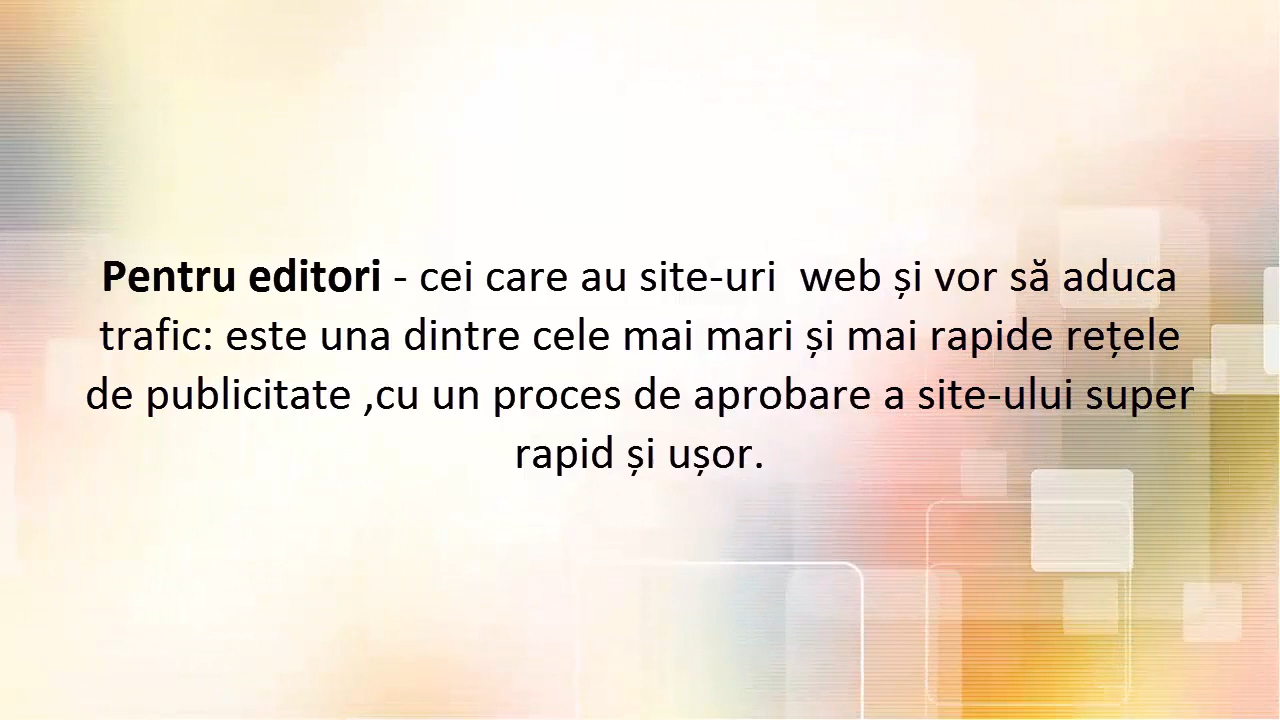 Pentru editori - cei care au site-uri  web și vor să aduca
trafic: este una dintre cele mai mari și mai rapide rețele
de publicitate ,cu un proces de aprobare a site-ului super
rapid și ușor.